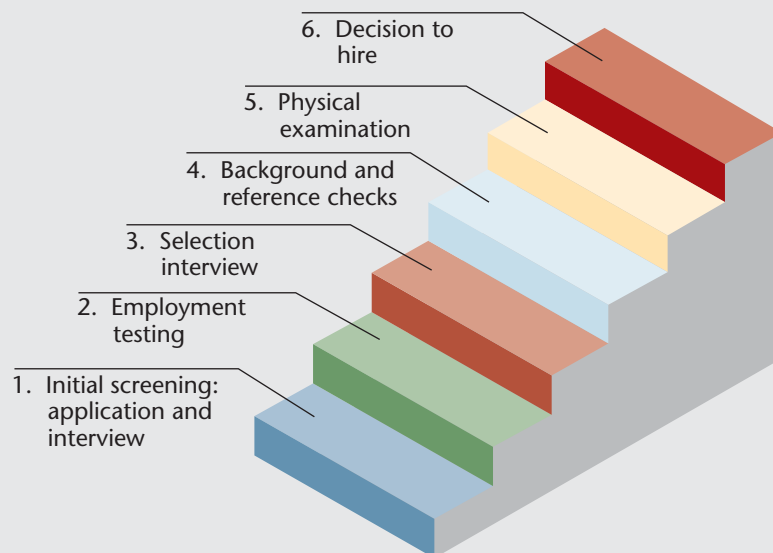 6. Decision to
hire
5. Physical
examination
4. Background and
reference checks
3. Selection
interview
2. Employment
testing
1. Initial screening:
application and
interview